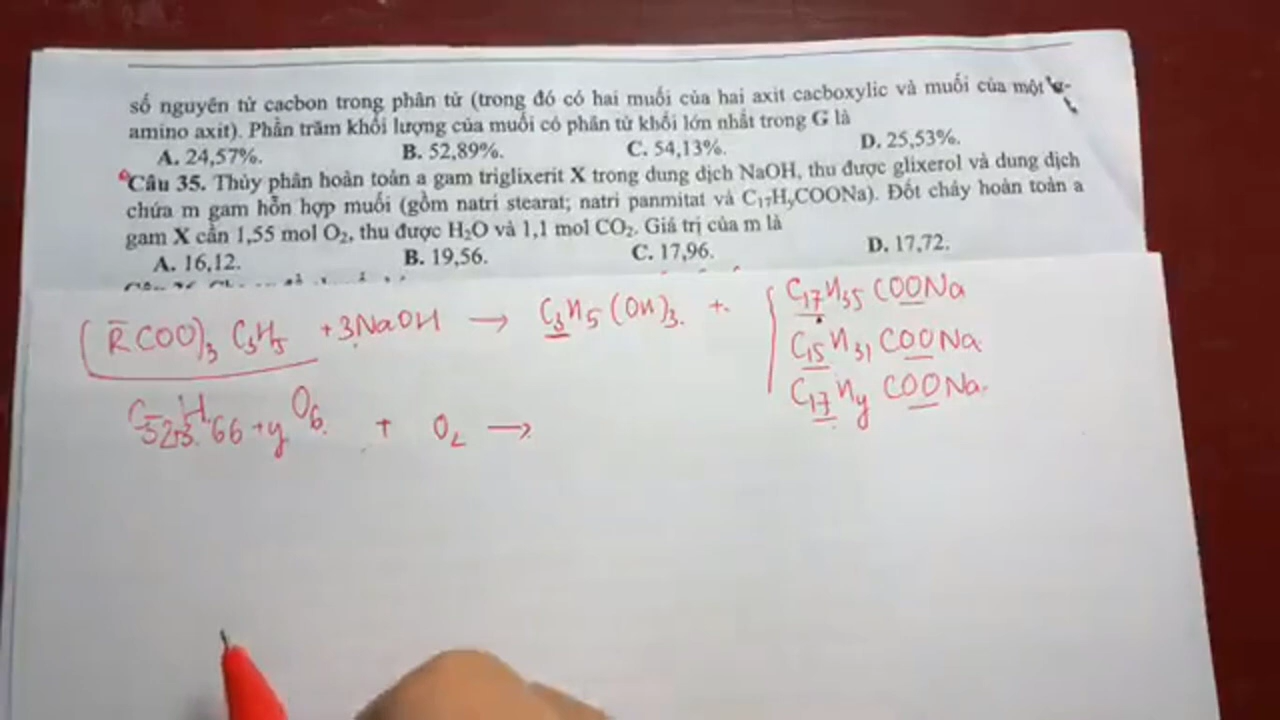 số nguyên tử cacbon trong phân tử (trong đó có hai muối của hai axit cacboxylic và muối của một α-
amino axit). Phần trăm khối lượng của muối có phân tử khối lớn nhất trong G là
A. 24,57%. B. 52,89%. C. 54,13%. D. 25,53%.
Câu 35. Thủy phân hoàn toàn a gam triglixerit X trong dung dịch NaOH, thu được glixerol và dung dịch
chứa m gam hỗn hợp muối (gồm natri stearat; natri panmitat và C₁₇HᵧCOONa). Đốt cháy hoàn toàn a
gam X cần 1,55 mol O₂, thu được H₂O và 1,1 mol CO₂. Giá trị của m là
A. 16,12. B. 19,56. C. 17,96. D. 17,72.
(R̄COO)₃C₃H₅ + 3NaOH → C₃H₅(OH)₃ +
C₁₇H₃₅COONa
C₁₅H₃₁COONa
C₁₇HyCOONa
H₆₆₊y O₆ + O₂ →